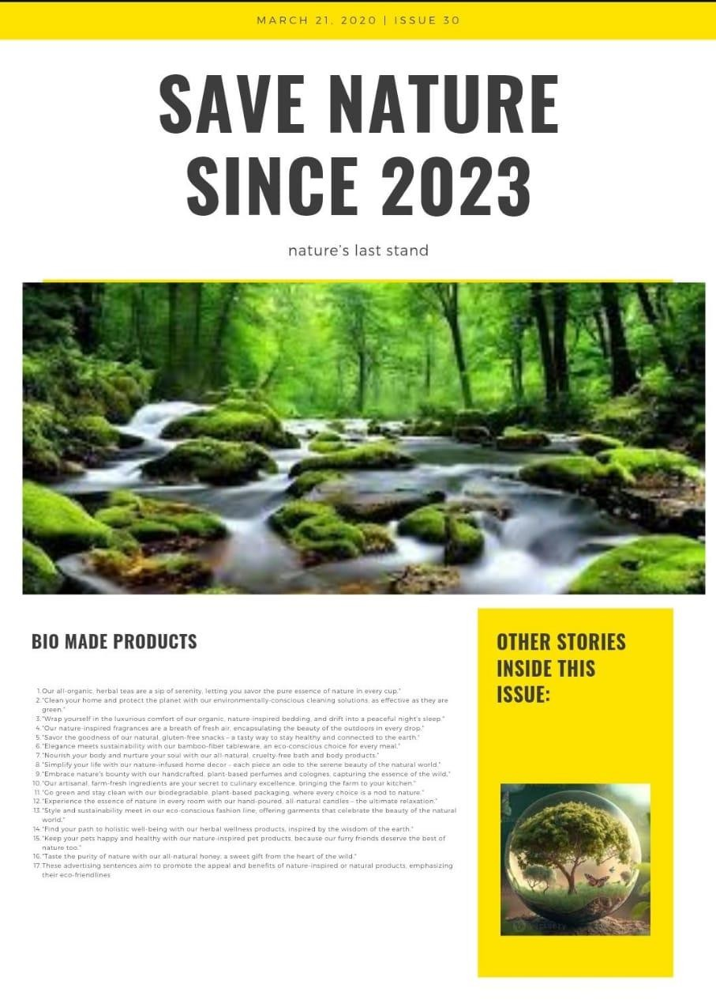 MARCH 21, 2020 | ISSUE 30
SAVE NATURE
SINCE 2023
nature's last stand
BIO MADE PRODUCTS
1. Our all-organic, herbal teas are a sip of serenity, letting you savor the pure essence of nature in every cup."
2. "Clean your home and protect the planet with our environmentally-conscious cleaning solutions, as effective as they are
green."
3. "Wrap yourself in the luxurious comfort of our organic, nature-inspired bedding, and drift into a peaceful night's sleep."
4. "Our nature-inspired fragrances are a breath of fresh air, encapsulating the beauty of the outdoors in every drop."
5. "Savor the goodness of our natural, gluten-free snacks – a tasty way to stay healthy and connected to the earth."
6. "Elegance meets sustainability with our bamboo-fiber tableware, an eco-conscious choice for every meal."
7. "Nourish your body and nurture your soul with our all-natural, cruelty-free bath and body products."
8. "Simplify your life with our nature-infused home decor – each piece an ode to the serene beauty of the natural world."
9. "Embrace nature's bounty with our handcrafted, plant-based perfumes and colognes, capturing the essence of the wild."
10. "Our artisanal, farm-fresh ingredients are your secret to culinary excellence, bringing the farm to your kitchen."
11. "Go green and stay clean with our biodegradable, plant-based packaging, where every choice is a nod to nature."
12. "Experience the essence of nature in every room with our hand-poured, all-natural candles – the ultimate relaxation."
13. "Style and sustainability meet in our eco-conscious fashion line, offering garments that celebrate the beauty of the natural
world."
14. "Find your path to holistic well-being with our herbal wellness products, inspired by the wisdom of the earth."
15. "Keep your pets happy and healthy with our nature-inspired pet products, because our furry friends deserve the best of
nature too."
16. "Taste the purity of nature with our all-natural honey, a sweet gift from the heart of the wild."
17. These advertising sentences aim to promote the appeal and benefits of nature-inspired or natural products, emphasizing
their eco-friendlines
OTHER STORIES
INSIDE THIS
ISSUE: